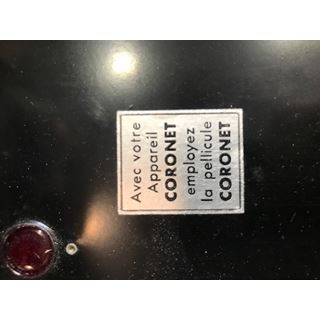 Avec votre
Appareil
CORONET
employez
la pellicule
CORONET